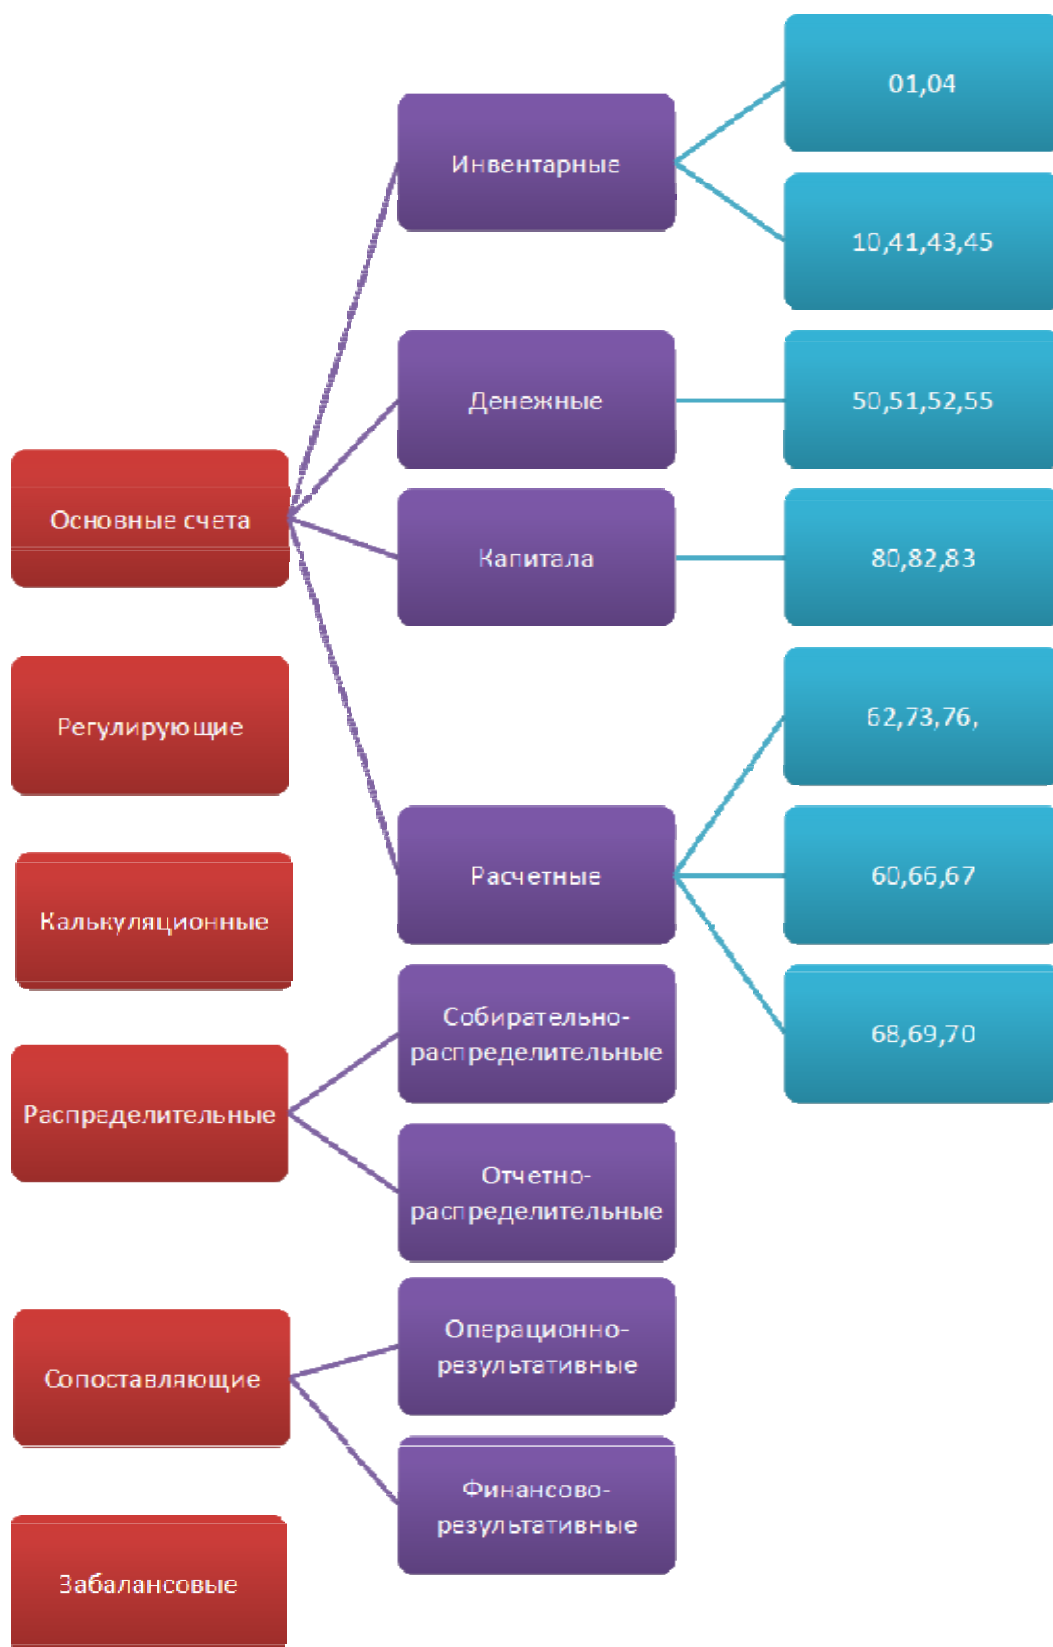 Основные счета
Инвентарные
01,04
10,41,43,45
Денежные
50,51,52,55
Капитала
80,82,83
Расчетные
62,73,76,
60,66,67
68,69,70
Регулирующие
Калькуляционные
Распределительные
Собирательно-
распределительные
Отчетно-
распределительные
Сопоставляющие
Операционно-
результативные
Финансово-
результативные
Забалансовые